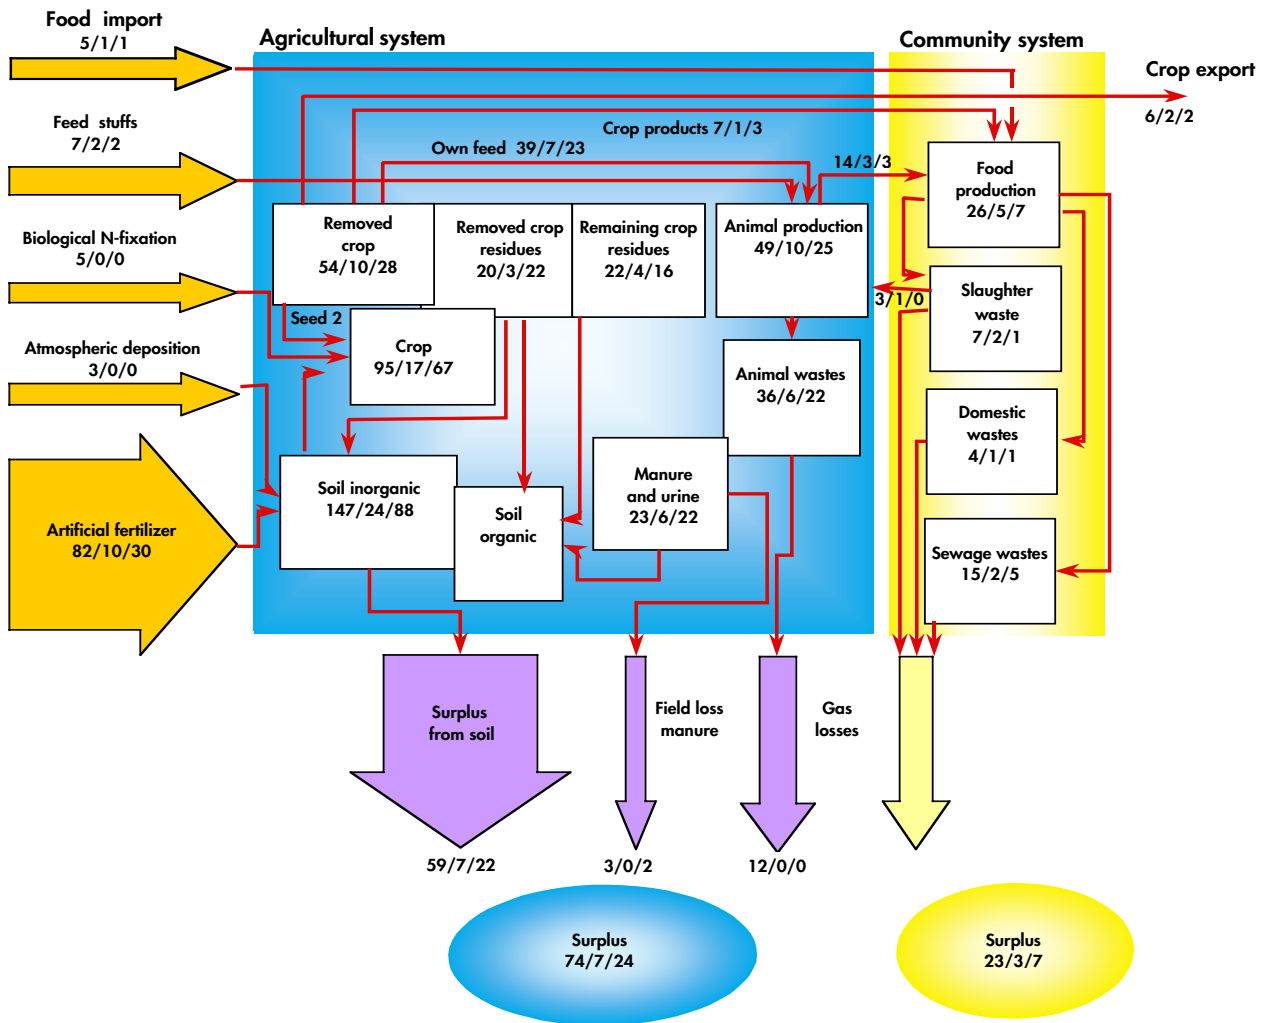 Food import
5/1/1
Agricultural system
Community system
Crop export
6/2/2
Feed stuffs
7/2/2
Crop products 7/1/3
Own feed 39/7/23
14/3/3
Food
production
26/5/7
Biological N-fixation
5/0/0
Removed
crop
54/10/28
Removed crop
residues
20/3/22
Remaining crop
residues
22/4/16
Animal production
49/10/25
3/1/0
Slaughter
waste
7/2/1
Seed 2
Crop
95/17/67
Atmospheric deposition
3/0/0
Animal wastes
36/6/22
Domestic
wastes
4/1/1
Artificial fertilizer
82/10/30
Soil inorganic
147/24/88
Soil
organic
Manure
and urine
23/6/22
Sewage wastes
15/2/5
Surplus
from soil
Field loss
manure
Gas
losses
59/7/22
3/0/2
12/0/0
Surplus
74/7/24
Surplus
23/3/7